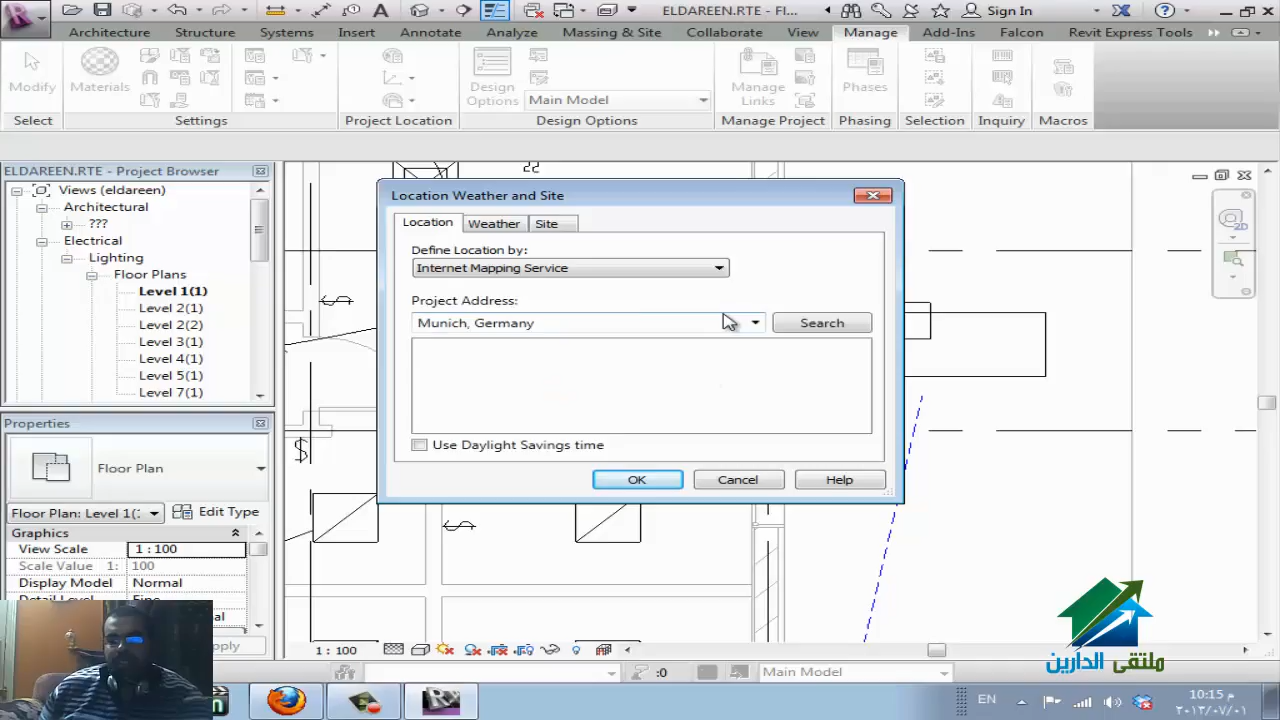 ELDAREEN.RTE - Fl...
Sign In
Architecture
Structure
Systems
Insert
Annotate
Analyze
Massing & Site
Collaborate
View
Manage
Add-Ins
Falcon
Revit Express Tools
Modify
Materials
Design
Options
Main Model
Manage
Links
Phases
Select
Settings
Project Location
Design Options
Manage Project
Phasing
Selection
Inquiry
Macros
ELDAREEN.RTE - Project Browser
Views (eldareen)
Architectural
???
Electrical
Lighting
Floor Plans
Level 1(1)
Level 2(1)
Level 2(2)
Level 3(1)
Level 4(1)
Level 5(1)
Level 7(1)
Properties
Floor Plan
Floor Plan: Level 1(:
Edit Type
Graphics
View Scale
1 : 100
Scale Value 1:
100
Display Model
Normal
Location Weather and Site
Location
Weather
Site
Define Location by:
Internet Mapping Service
Project Address:
Munich, Germany
Search
Use Daylight Savings time
OK
Cancel
Help
$
ملتقى الدارين
1 : 100
:0
Main Model
EN
10:15 م
٢٠١٣/٠٧/٠١